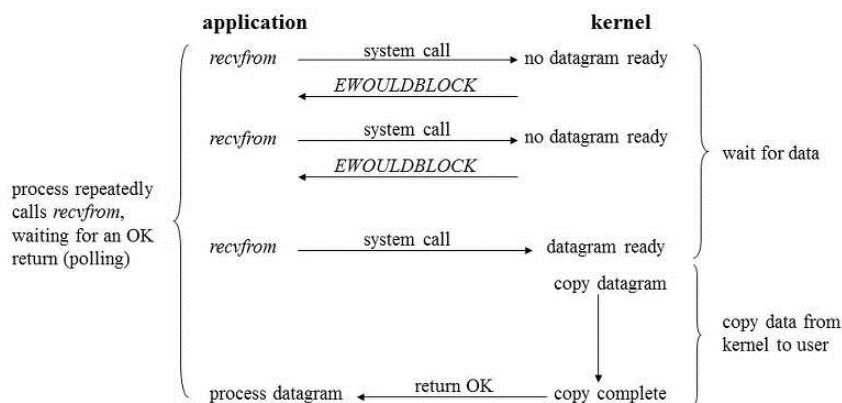 application kernel
recvfrom system call no datagram ready
EWOULDBLOCK
recvfrom system call no datagram ready
EWOULDBLOCK
wait for data
process repeatedly
calls recvfrom,
waiting for an OK
return (polling)
recvfrom system call datagram ready
copy datagram
copy data from
kernel to user
process datagram return OK copy complete